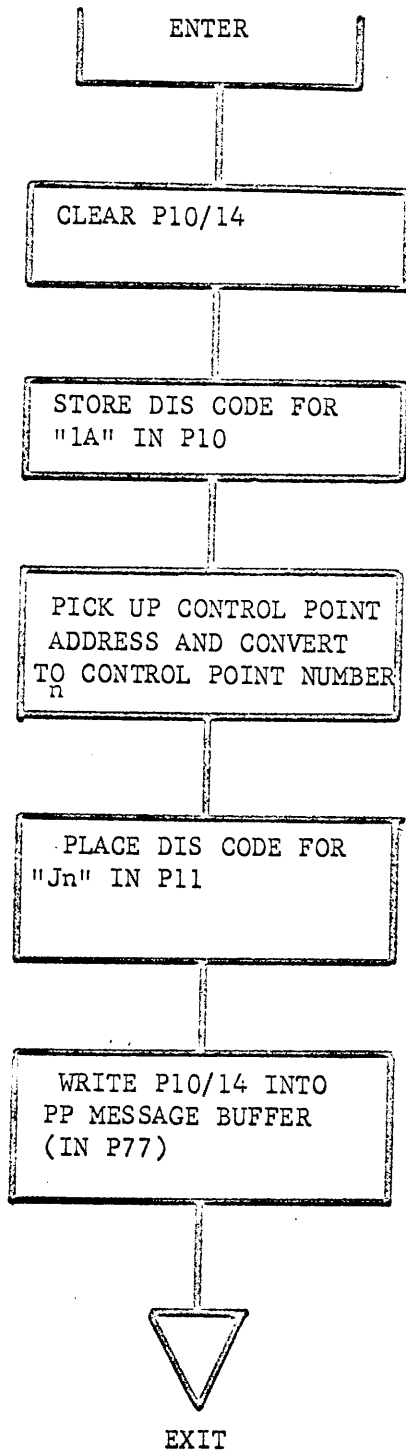 ENTER
CLEAR P10/14
STORE DIS CODE FOR
"1A" IN P10
PICK UP CONTROL POINT
ADDRESS AND CONVERT
TO CONTROL POINT NUMBER
n
PLACE DIS CODE FOR
"Jn" IN P11
WRITE P10/14 INTO
PP MESSAGE BUFFER
(IN P77)
EXIT